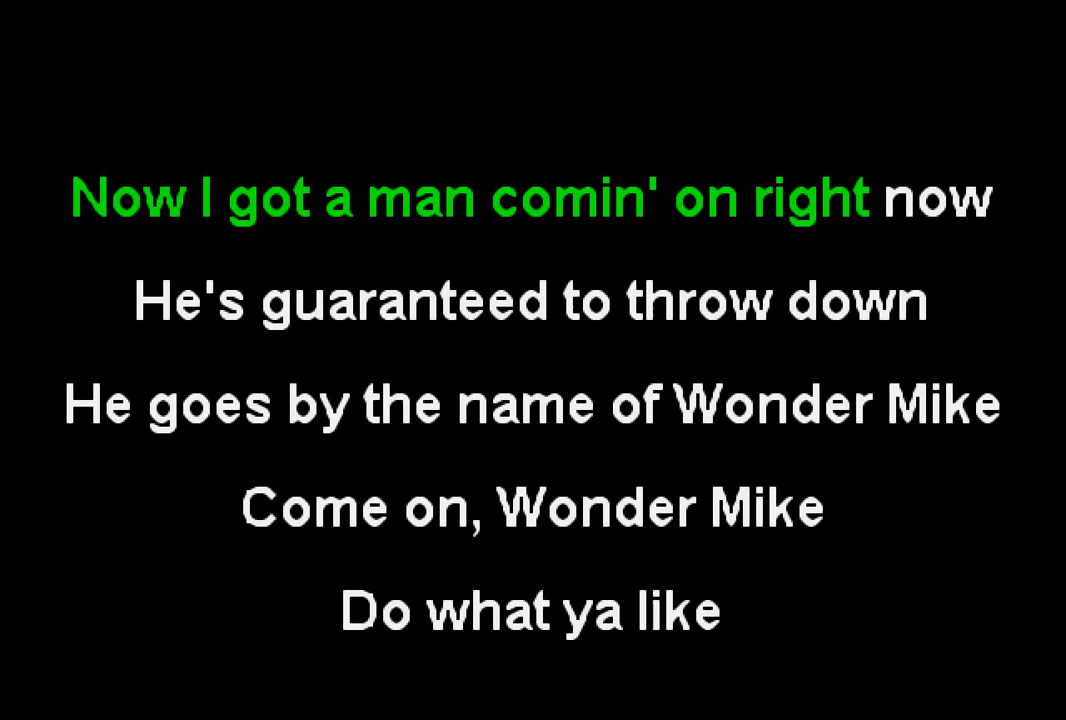 Now I got a man comin' on right now
He's guaranteed to throw down
He goes by the name of Wonder Mike
Come on, Wonder Mike
Do what ya like